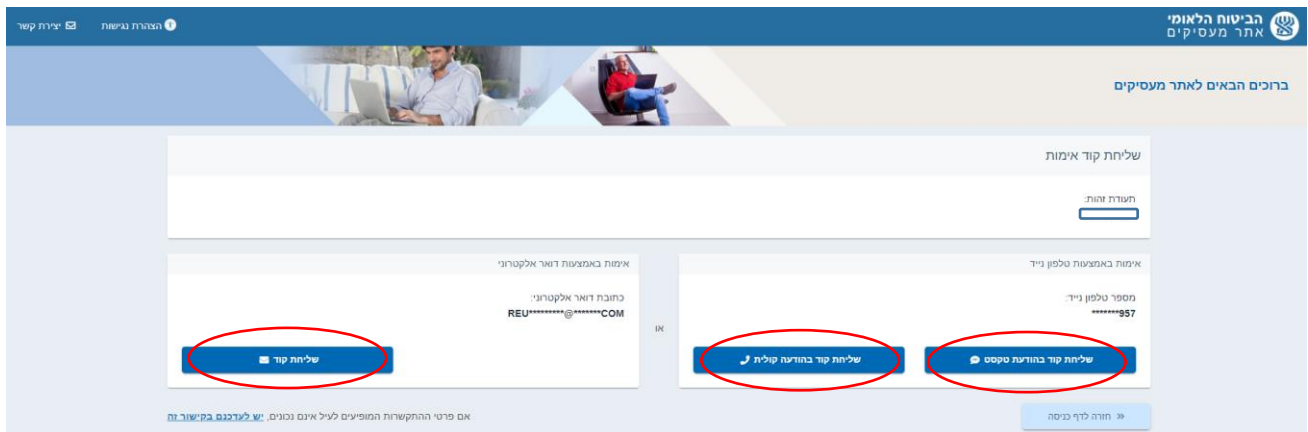 הביטוח הלאומי
אתר מעסיקים
הצהרת נגישות
יצירת קשר
ברוכים הבאים לאתר מעסיקים
שליחת קוד אימות
תעודת זהות:
אימות באמצעות טלפון נייד
מספר טלפון נייד:
*******957
שליחת קוד בהודעת טקסט
שליחת קוד בהודעה קולית
או
אימות באמצעות דואר אלקטרוני
כתובת דואר אלקטרוני:
REU*********@*******COM
שליחת קוד
» חזרה לדף כניסה
אם פרטי ההתקשרות המופיעים לעיל אינם נכונים, יש לעדכנם בקישור זה